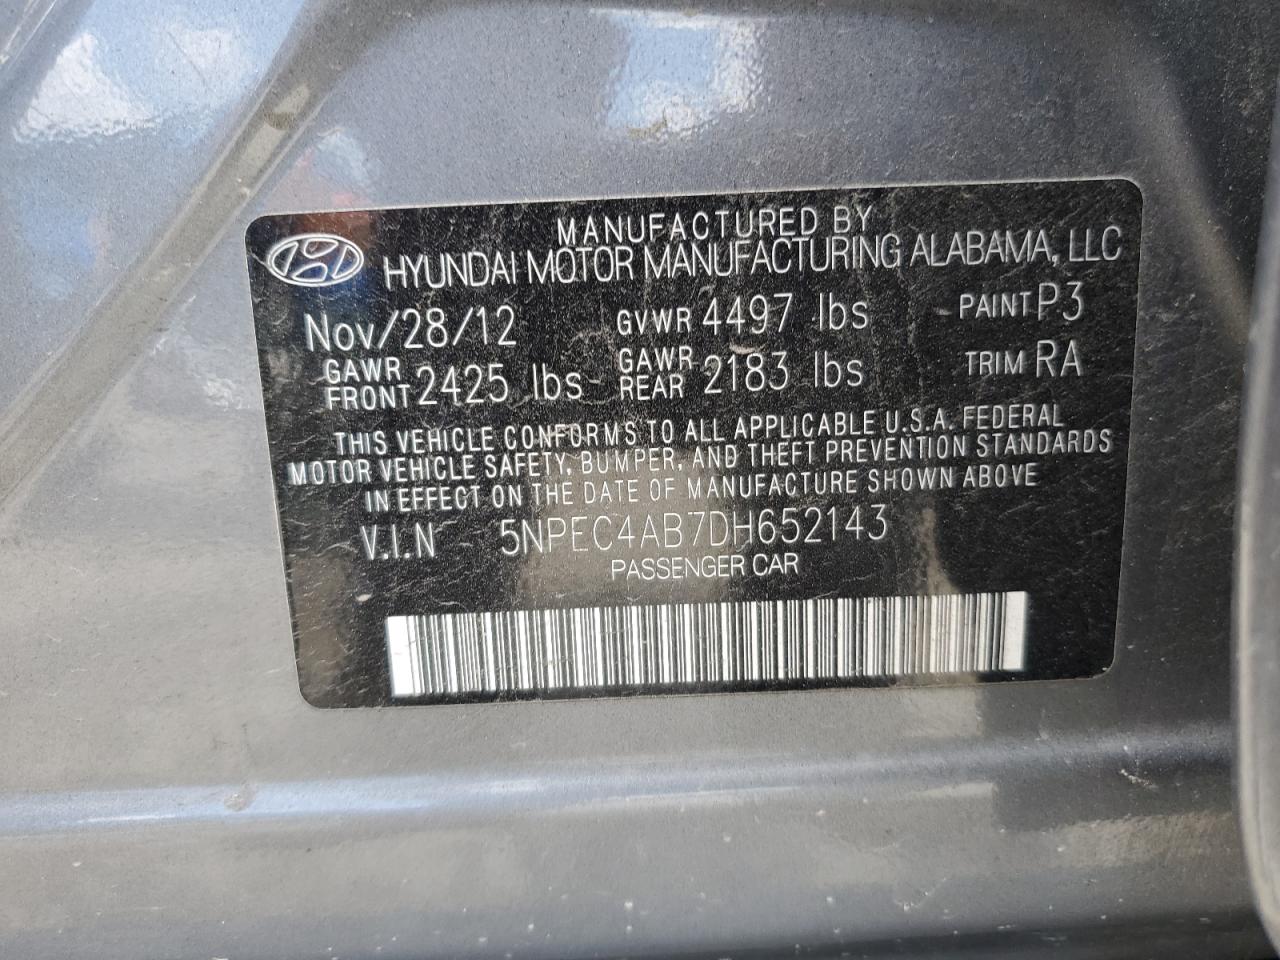 MANUFACTURED BY
HYUNDAI MOTOR MANUFACTURING ALABAMA, LLC
Nov/28/12 GVWR 4497 lbs PAINT P3
GAWR FRONT 2425 lbs GAWR REAR 2183 lbs TRIM RA
THIS VEHICLE CONFORMS TO ALL APPLICABLE U.S.A. FEDERAL
MOTOR VEHICLE SAFETY, BUMPER, AND THEFT PREVENTION STANDARDS
IN EFFECT ON THE DATE OF MANUFACTURE SHOWN ABOVE
V.I.N 5NPEC4AB7DH652143
PASSENGER CAR